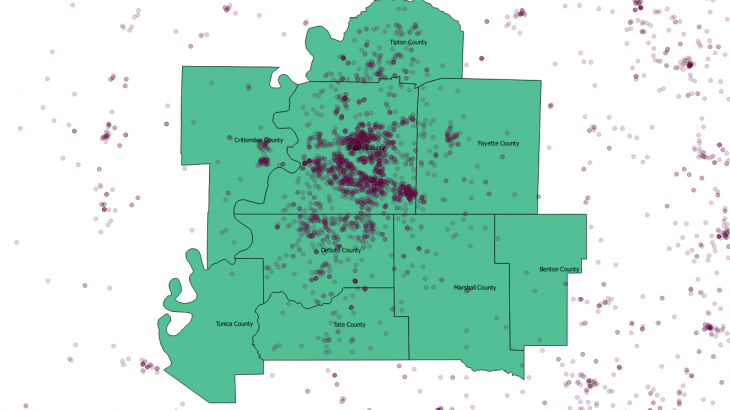 Tipton County
Crittenden County
Shelby County
Fayette County
DeSoto County
Benton County
Marshall County
Tunica County
Tate County